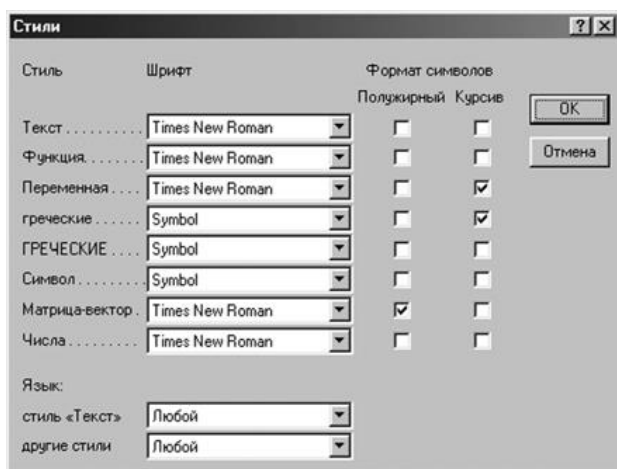 Стили
Стиль Шрифт Формат символов
Полужирный Курсив
OK
Текст . . . . . . . . . . Times New Roman
Функция. . . . . . . . Times New Roman
Отмена
Переменная . . . . Times New Roman
греческие . . . . . . Symbol
ГРЕЧЕСКИЕ . . . . Symbol
Символ . . . . . . . . . Symbol
Матрица-вектор . Times New Roman
Числа . . . . . . . . . Times New Roman
Язык:
стиль «Текст» Любой
другие стили Любой